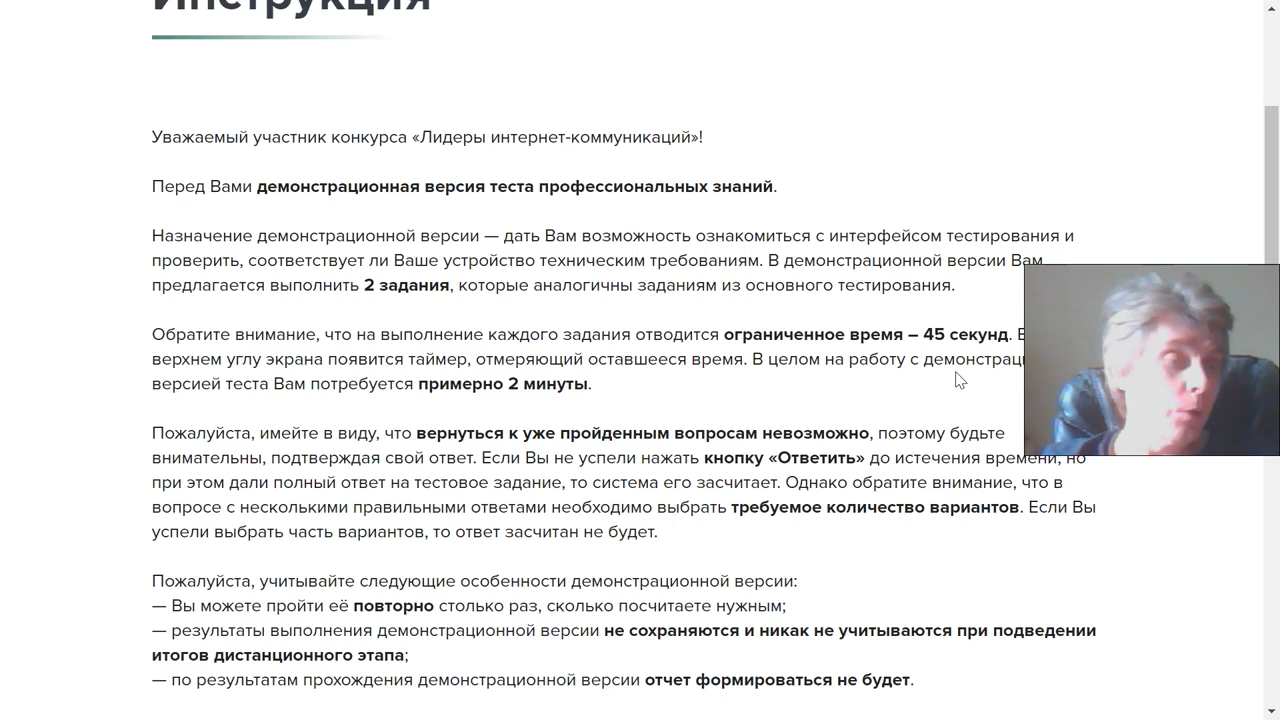 Инструкция
Уважаемый участник конкурса «Лидеры интернет-коммуникаций»!
Перед Вами демонстрационная версия теста профессиональных знаний.
Назначение демонстрационной версии — дать Вам возможность ознакомиться с интерфейсом тестирования и
проверить, соответствует ли Ваше устройство техническим требованиям. В демонстрационной версии Вам
предлагается выполнить 2 задания, которые аналогичны заданиям из основного тестирования.
Обратите внимание, что на выполнение каждого задания отводится ограниченное время – 45 секунд.
верхнем углу экрана появится таймер, отмеряющий оставшееся время. В целом на работу с
версией теста Вам потребуется примерно 2 минуты.
Пожалуйста, имейте в виду, что вернуться к уже пройденным вопросам невозможно, поэтому будьте
внимательны, подтверждая свой ответ. Если Вы не успели нажать кнопку «Ответить» до истечения времени, но
при этом дали полный ответ на тестовое задание, то система его засчитает. Однако обратите внимание, что в
вопросе с несколькими правильными ответами необходимо выбрать требуемое количество вариантов. Если Вы
успели выбрать часть вариантов, то ответ засчитан не будет.
Пожалуйста, учитывайте следующие особенности демонстрационной версии:
— Вы можете пройти её повторно столько раз, сколько посчитаете нужным;
— результаты выполнения демонстрационной версии не сохраняются и никак не учитываются при подведении
итогов дистанционного этапа;
— по результатам прохождения демонстрационной версии отчет формироваться не будет.